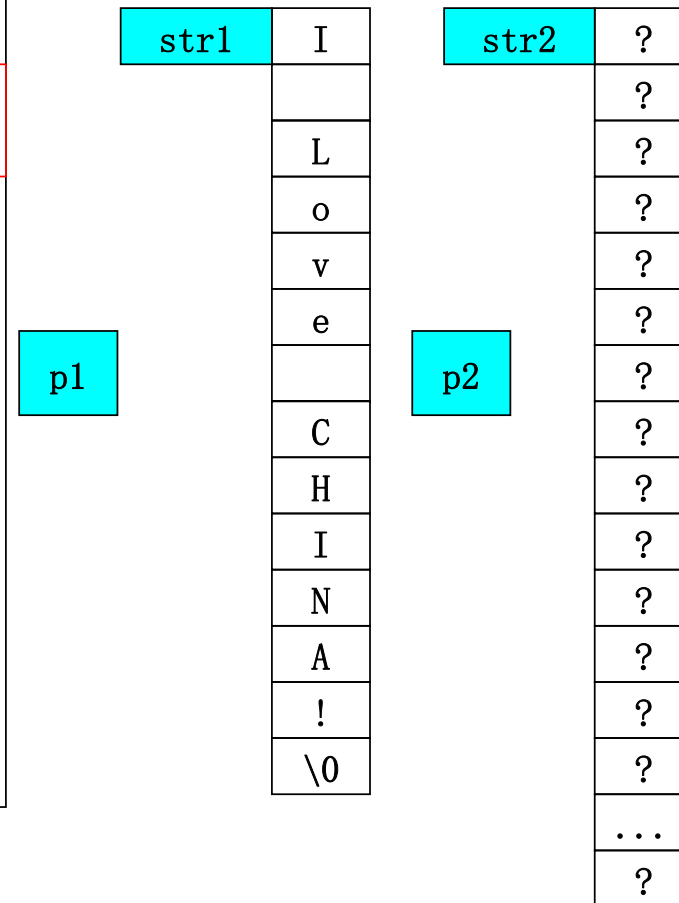 str1 I str2 ?
?
L ?
o ?
v ?
e ?
p1 p2 ?
C ?
H ?
I ?
N ?
A ?
! ?
\0 ?
...
?